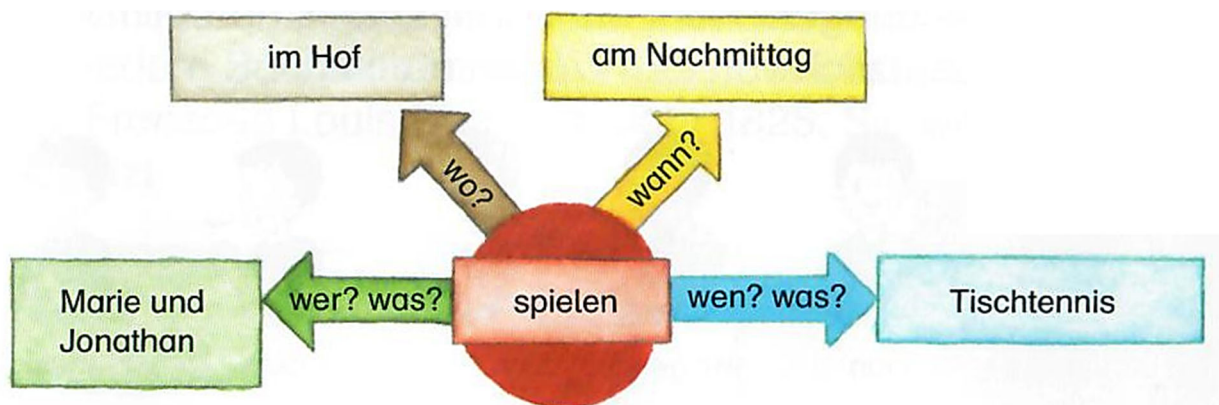 im Hof
am Nachmittag
wo?
wann?
Marie und
Jonathan
wer? was?
spielen
wen? was?
Tischtennis